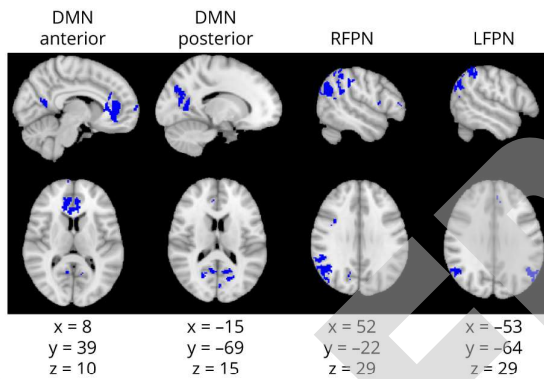 DMN anterior
DMN posterior
RFPN
LFPN
x = 8
y = 39
z = 10
x = –15
y = –69
z = 15
x = 52
y = –22
z = 29
x = –53
y = –64
z = 29